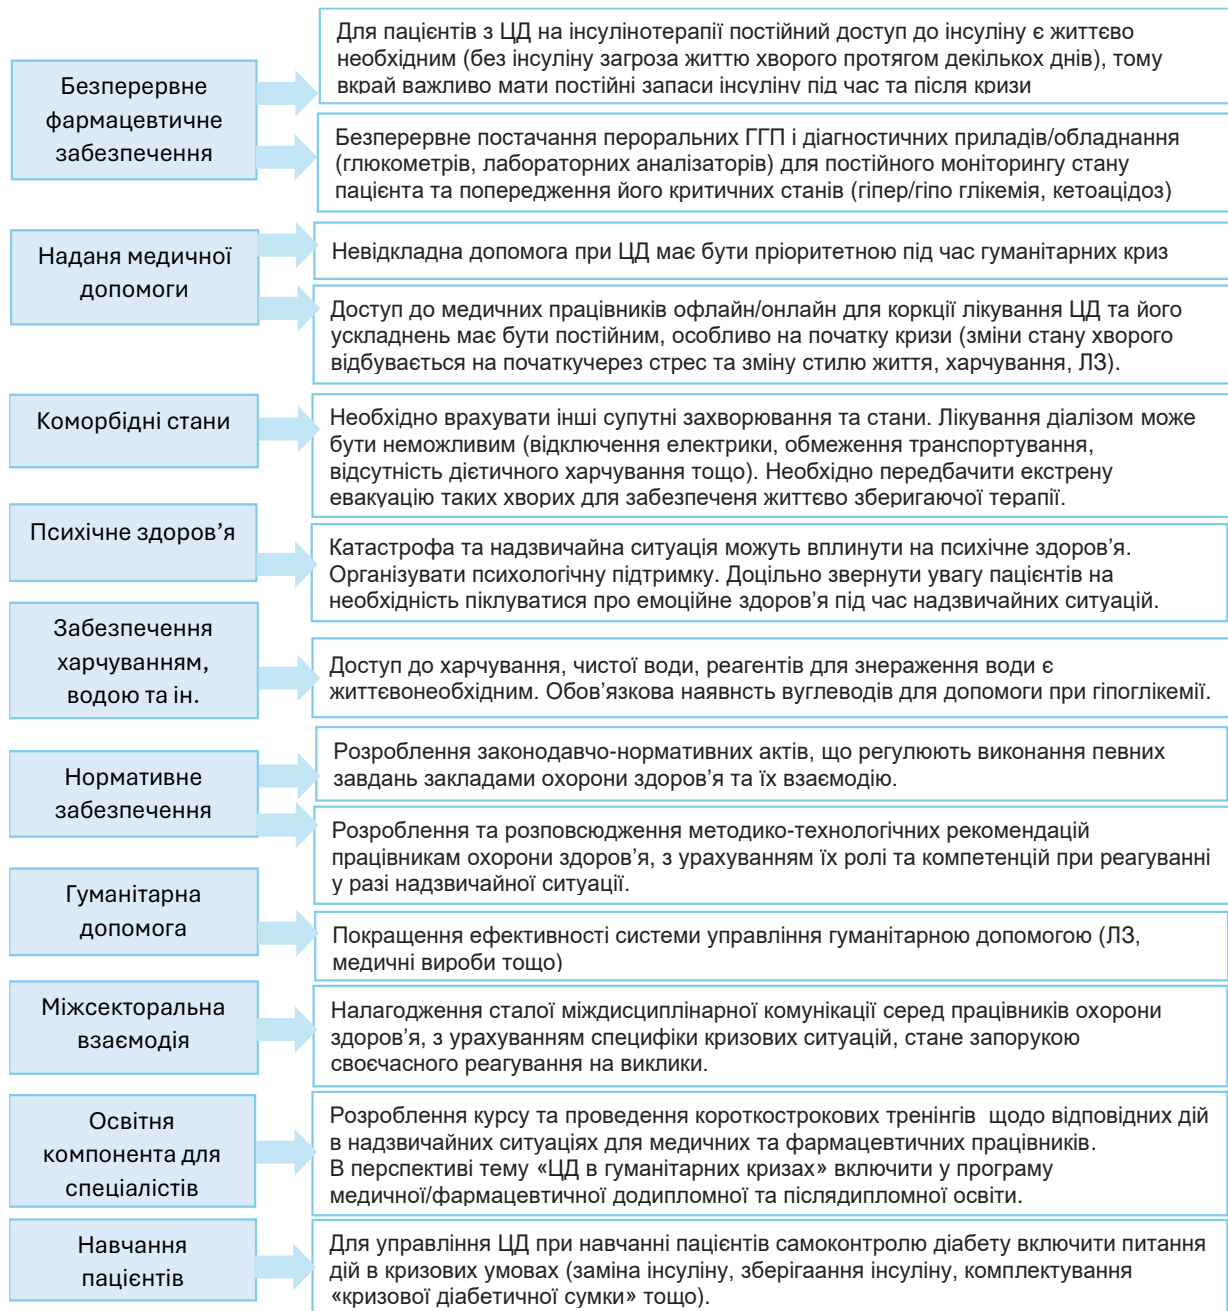 Безперервне
фармацевтичне
забезпечення
Для пацієнтів з ЦД на інсулінотерапії постійний доступ до інсуліну є життєво
необхідним (без інсуліну загроза життю хворого протягом декількох днів), тому
вкрай важливо мати постійні запаси інсуліну під час та після кризи
Безперервне постачання пероральних ГГП і діагностичних приладів/обладнання
(глюкометрів, лабораторних аналізаторів) для постійного моніторингу стану
пацієнта та попередження його критичних станів (гіпер/гіпо глікемія, кетоацідоз)
Наданя медичної
допомоги
Невідкладна допомога при ЦД має бути пріоритетною під час гуманітарних криз
Доступ до медичних працівників офлайн/онлайн для коркції лікування ЦД та його
ускладнень має бути постійним, особливо на початку кризи (зміни стану хворого
відбувається на початкучерез стрес та зміну стилю життя, харчування, ЛЗ).
Коморбідні стани
Необхідно врахувати інші супутні захворювання та стани. Лікування діалізом може
бути неможливим (відключення електрики, обмеження транспортування,
відсутність дієтичного харчування тощо). Необхідно передбачити екстрену
евакуацію таких хворих для забезпеченя життєво зберигаючої терапії.
Психічне здоров’я
Катастрофа та надзвичайна ситуація можуть вплинути на психічне здоров’я.
Організувати психологічну підтримку. Доцільно звернути увагу пацієнтів на
необхідність піклуватися про емоційне здоров’я під час надзвичайних ситуацій.
Забезпечення
харчуванням,
водою та ін.
Доступ до харчування, чистої води, реагентів для знераження води є
життєвонеобхідним. Обов’язкова наявнсть вуглеводів для допомоги при гіпоглікемії.
Нормативне
забезпечення
Розроблення законодавчо-нормативних актів, що регулюють виконання певних
завдань закладами охорони здоров’я та їх взаємодію.
Розроблення та розповсюдження методико-технологічних рекомендацій
працівникам охорони здоров’я, з урахуванням їх ролі та компетенцій при реагуванні
у разі надзвичайної ситуації.
Гуманітарна
допомога
Покращення ефективності системи управління гуманітарною допомогою (ЛЗ,
медичні вироби тощо)
Міжсекторальна
взаємодія
Налагодження сталої міждисциплінарної комунікації серед працівників охорони
здоров’я, з урахуванням специфіки кризових ситуацій, стане запорукою
своєчасного реагування на виклики.
Освітня
компонента для
спеціалістів
Розроблення курсу та проведення короткострокових тренінгів щодо відповідних дій
в надзвичайних ситуаціях для медичних та фармацевтичних працівників.
В перспективі тему «ЦД в гуманітарних кризах» включити у програму
медичної/фармацевтичної додипломної та післядипломної освіти.
Навчання
пацієнтів
Для управління ЦД при навчанні пацієнтів самоконтролю діабету включити питання
дій в кризових умовах (заміна інсуліну, зберігаання інсуліну, комплектування
«кризової діабетичної сумки» тощо).